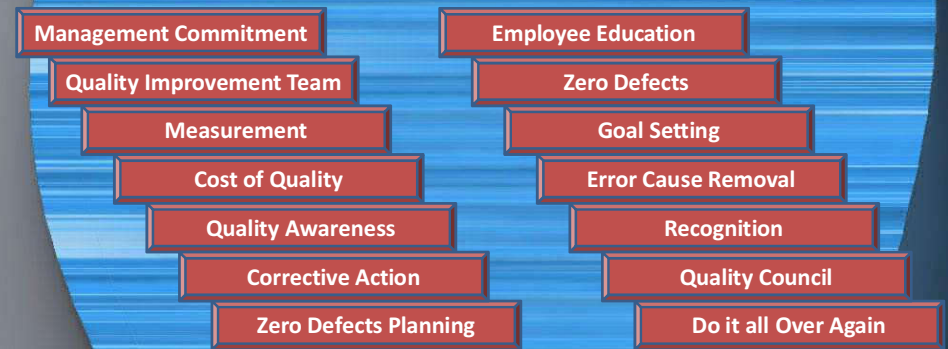 Management Commitment
Quality Improvement Team
Measurement
Cost of Quality
Quality Awareness
Corrective Action
Zero Defects Planning
Employee Education
Zero Defects
Goal Setting
Error Cause Removal
Recognition
Quality Council
Do it all Over Again